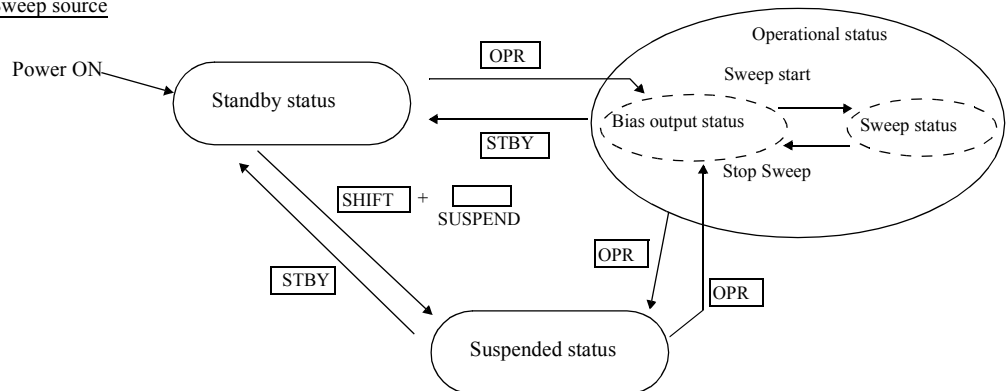 Sweep source
Operational status
OPR
Power ON
Sweep start
Standby status
Bias output status
Sweep status
STBY
Stop Sweep
SHIFT +
SUSPEND
OPR
STBY
OPR
Suspended status